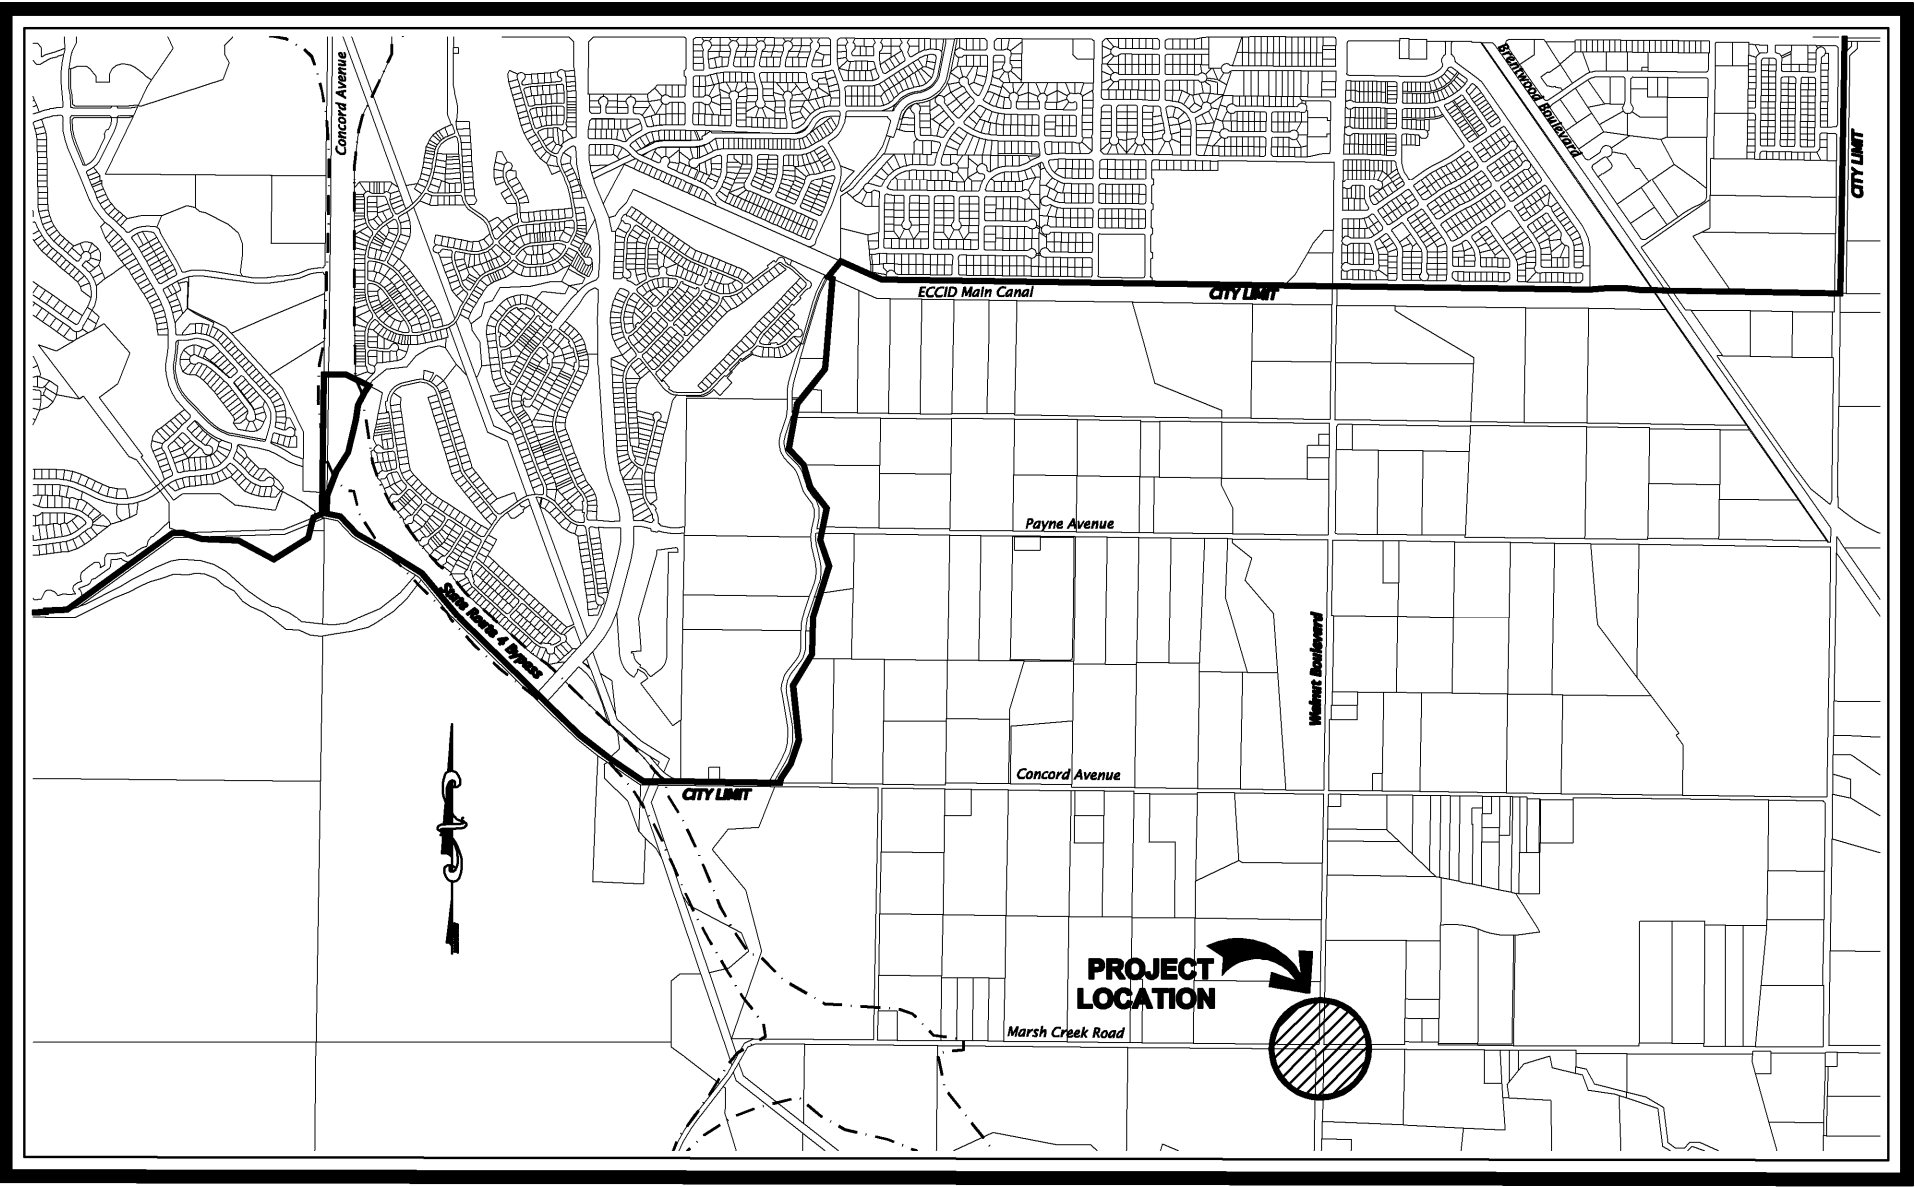 Concord Avenue
Brentwood Boulevard
CITY LIMIT
ECCID Main Canal
CITY LIMIT
Payne Avenue
State Route 4 Bypass
Walnut Boulevard
Concord Avenue
CITY LIMIT
PROJECT
LOCATION
Marsh Creek Road